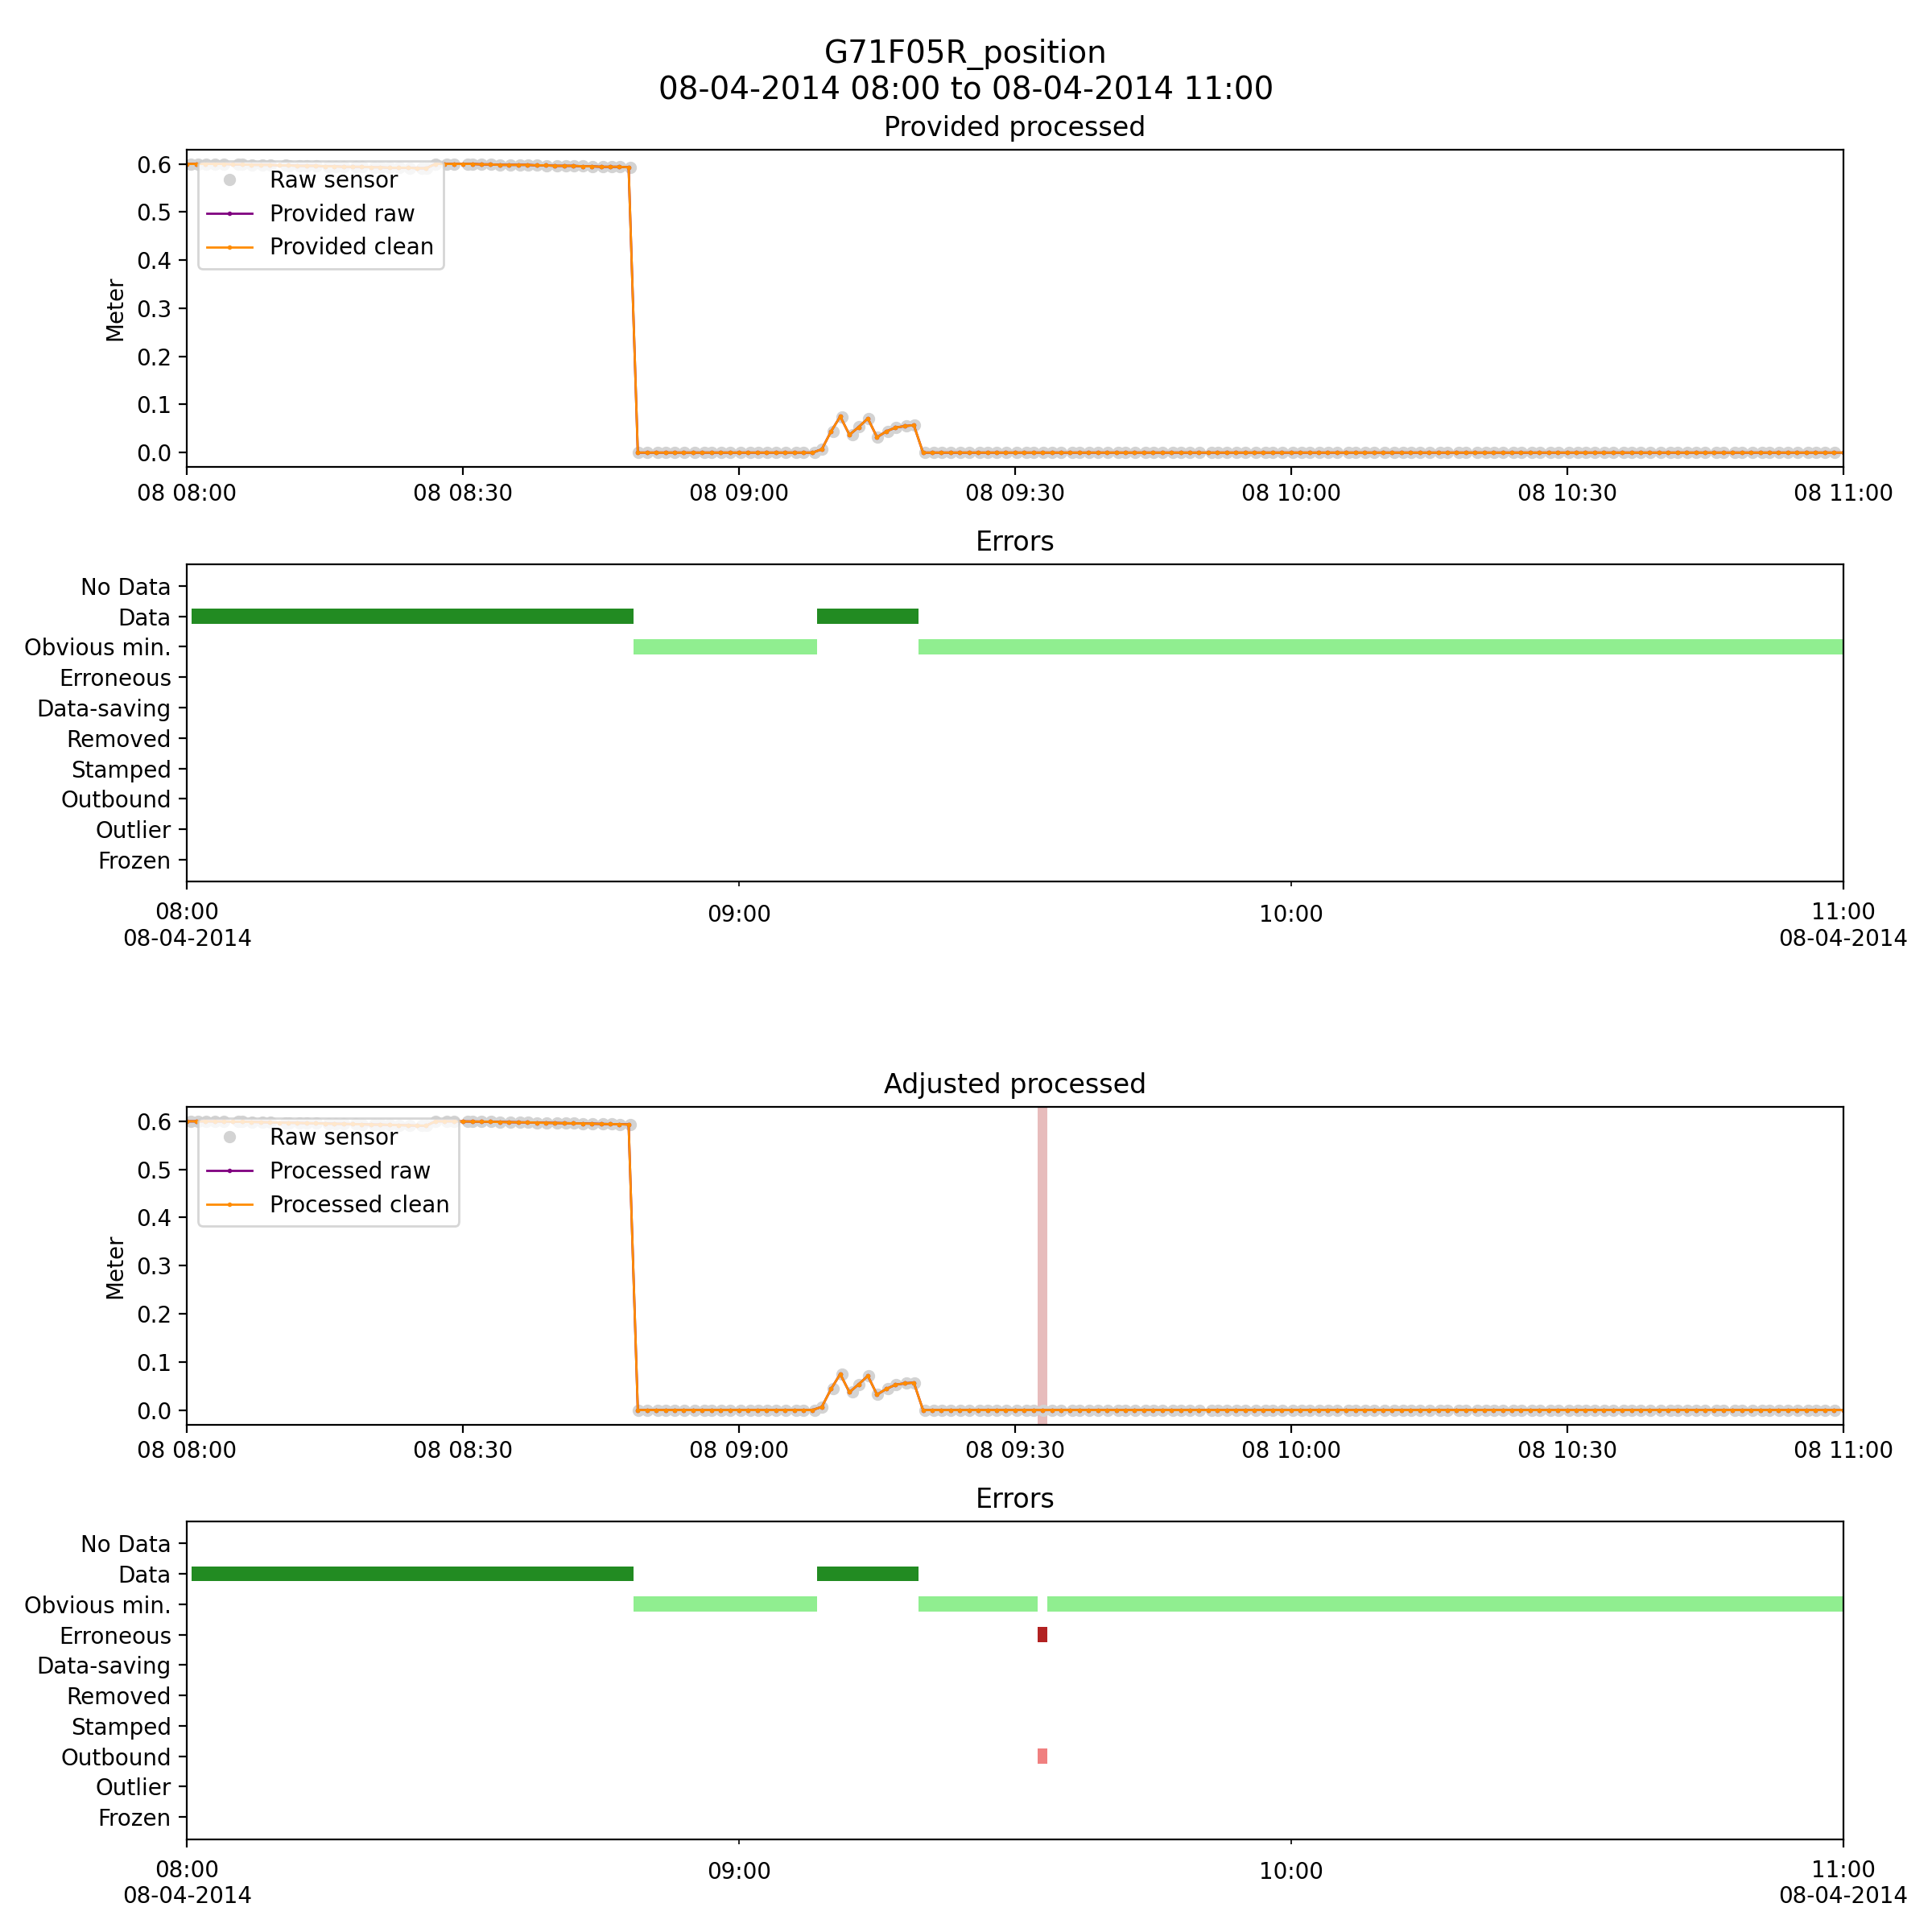 G71F05R_position
08-04-2014 08:00 to 08-04-2014 11:00
Provided processed
Meter
0.6
0.5
0.4
0.3
0.2
0.1
0.0
Raw sensor
Provided raw
Provided clean
08 08:00 08 08:30 08 09:00 08 09:30 08 10:00 08 10:30 08 11:00
Errors
No Data
Data
Obvious min.
Erroneous
Data-saving
Removed
Stamped
Outbound
Outlier
Frozen
08:00 09:00 10:00 11:00
08-04-2014 08-04-2014
Adjusted processed
Meter
0.6
0.5
0.4
0.3
0.2
0.1
0.0
Raw sensor
Processed raw
Processed clean
08 08:00 08 08:30 08 09:00 08 09:30 08 10:00 08 10:30 08 11:00
Errors
No Data
Data
Obvious min.
Erroneous
Data-saving
Removed
Stamped
Outbound
Outlier
Frozen
08:00 09:00 10:00 11:00
08-04-2014 08-04-2014